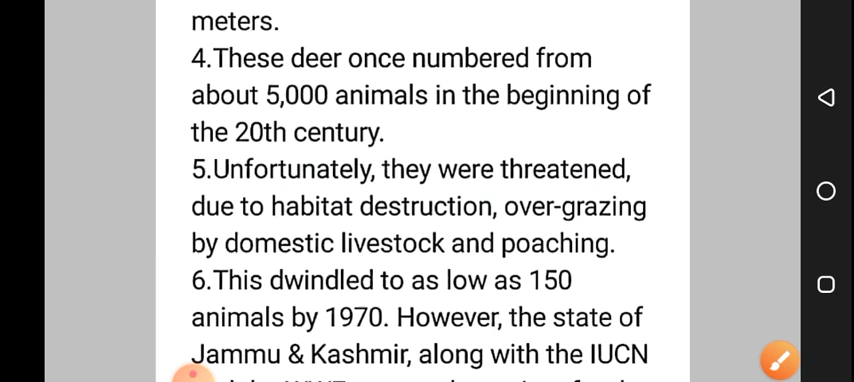 meters.
4.These deer once numbered from
about 5,000 animals in the beginning of
the 20th century.
5.Unfortunately, they were threatened,
due to habitat destruction, over-grazing
by domestic livestock and poaching.
6.This dwindled to as low as 150
animals by 1970. However, the state of
Jammu & Kashmir, along with the IUCN